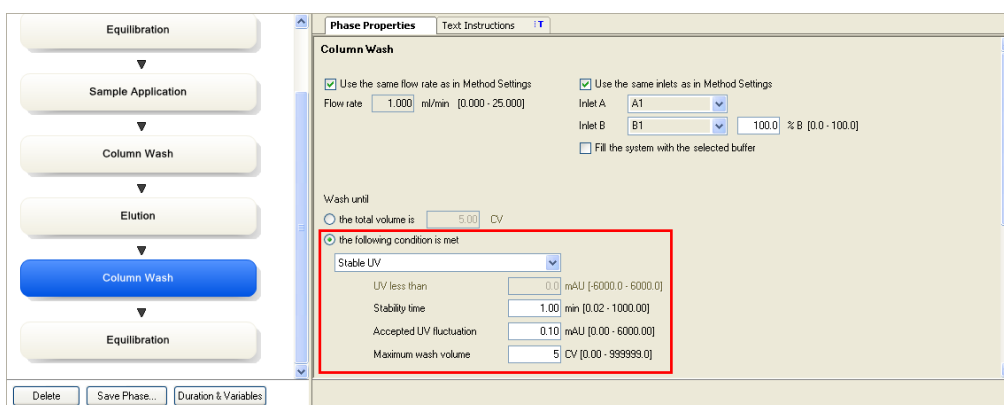 Equilibration
Sample Application
Column Wash
Elution
Column Wash
Equilibration
Delete Save Phase... Duration & Variables
Phase Properties Text Instructions T
Column Wash
Use the same flow rate as in Method Settings Use the same inlets as in Method Settings
Flow rate 1.000 ml/min [0.000 - 25.000] Inlet A A1
Inlet B B1 100.0 % B [0.0 - 100.0]
Fill the system with the selected buffer
Wash until
the total volume is 5.00 CV
the following condition is met
Stable UV
UV less than 0.0 mAU [-6000.0 - 6000.0]
Stability time 1.00 min [0.02 - 1000.00]
Accepted UV fluctuation 0.10 mAU [0.00 - 6000.00]
Maximum wash volume 5 CV [0.00 - 999999.0]